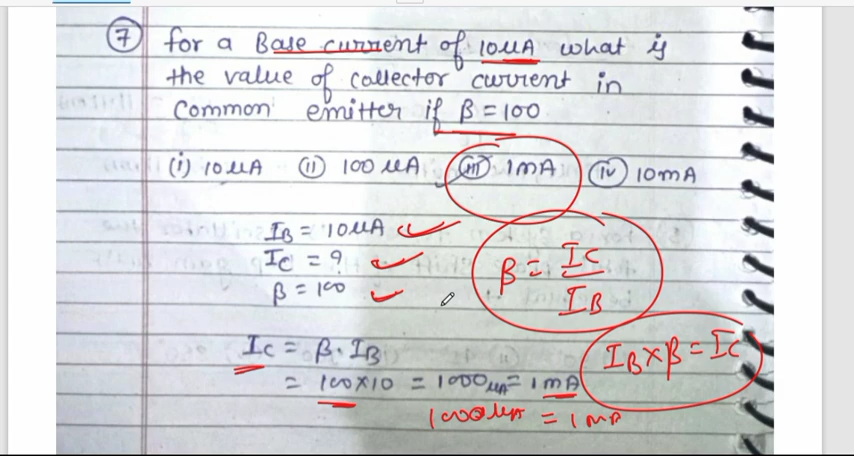 7 for a Base current of 10μA what is
the value of collector current in
Common emitter if β=100
(i) 10μA (ii) 100μA (iii) 1mA (iv) 10mA
IB = 10μA
IC = ?
β = 100
β = IC / IB
IC = β·IB
= 100×10 = 1000μA = 1mA
IB×β = IC
1000μA = 1mA